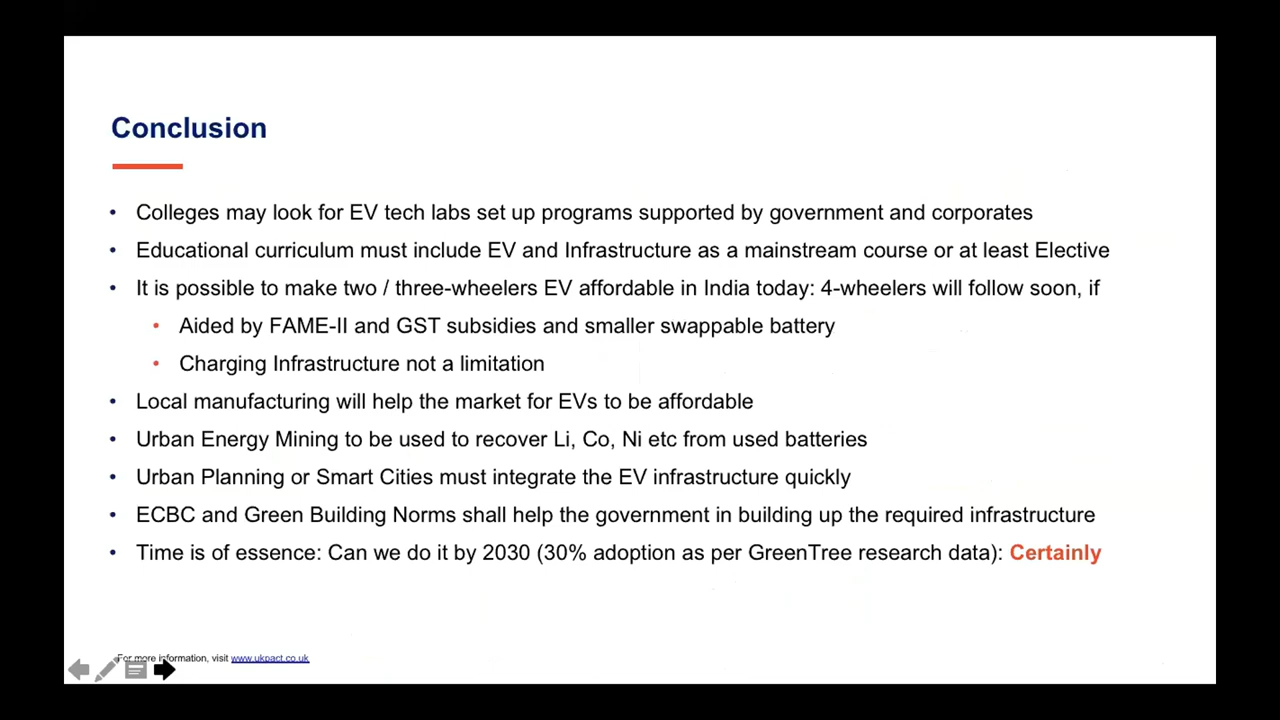 Conclusion
• Colleges may look for EV tech labs set up programs supported by government and corporates
• Educational curriculum must include EV and Infrastructure as a mainstream course or at least Elective
• It is possible to make two / three-wheelers EV affordable in India today: 4-wheelers will follow soon, if
• Aided by FAME-II and GST subsidies and smaller swappable battery
• Charging Infrastructure not a limitation
• Local manufacturing will help the market for EVs to be affordable
• Urban Energy Mining to be used to recover Li, Co, Ni etc from used batteries
• Urban Planning or Smart Cities must integrate the EV infrastructure quickly
• ECBC and Green Building Norms shall help the government in building up the required infrastructure
• Time is of essence: Can we do it by 2030 (30% adoption as per GreenTree research data): Certainly
For more information, visit www.ukpact.co.uk